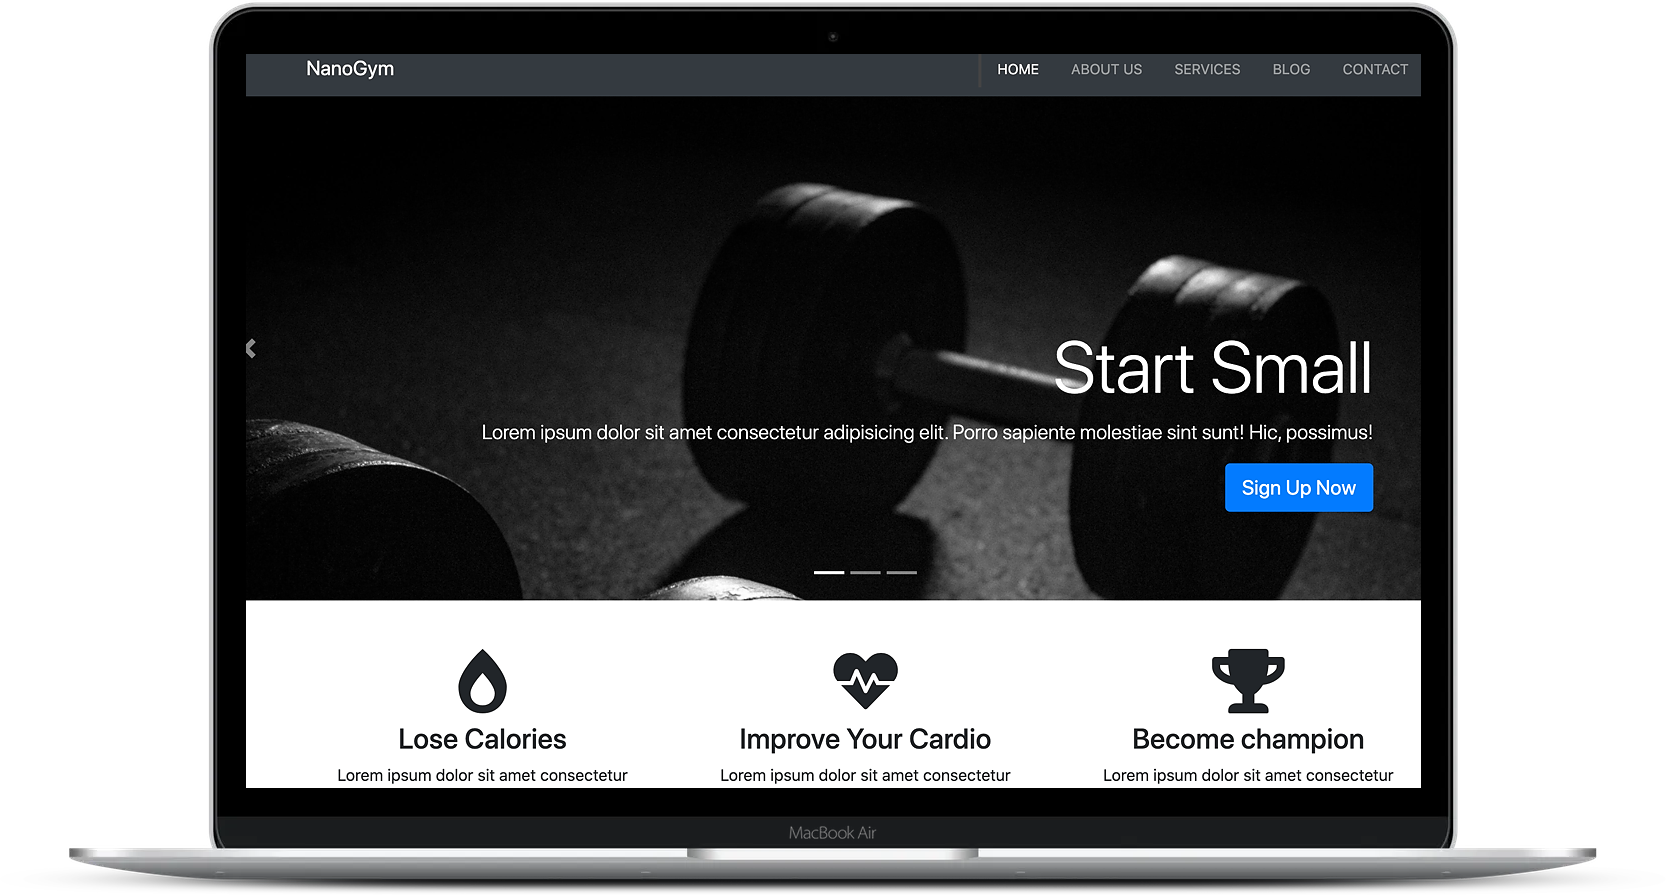 NanoGym
HOME ABOUT US SERVICES BLOG CONTACT
Start Small
Lorem ipsum dolor sit amet consectetur adipisicing elit. Porro sapiente molestiae sint sunt! Hic, possimus!
Sign Up Now
Lose Calories
Lorem ipsum dolor sit amet consectetur
Improve Your Cardio
Lorem ipsum dolor sit amet consectetur
Become champion
Lorem ipsum dolor sit amet consectetur
MacBook Air